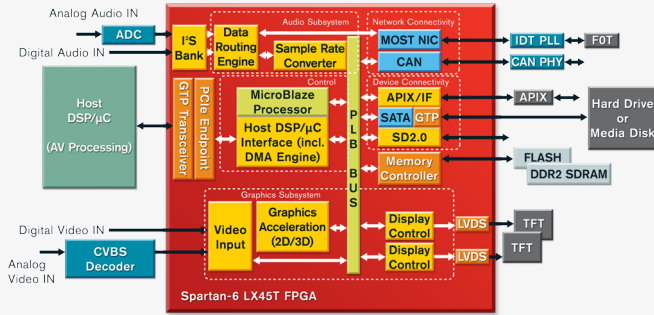 Analog Audio IN
ADC
Digital Audio IN
I²S
Bank
Audio Subsystem
Data
Routing
Engine
Sample Rate
Converter
Network Connectivity
MOST NIC
CAN
IDT PLL
FOT
CAN PHY
Host
DSP/µC
(AV Processing)
GTP Transceiver
PCIe Endpoint
Control
MicroBlaze
Processor
Host DSP/µC
Interface (incl.
DMA Engine)
PLB BUS
Device Connectivity
APIX/IF
SATA
GTP
SD2.0
APIX
Hard Drive
or
Media Disk
Memory
Controller
FLASH
DDR2 SDRAM
Graphics Subsystem
Digital Video IN
CVBS
Decoder
Analog
Video IN
Video
Input
Graphics
Acceleration
(2D/3D)
Display
Control
LVDS
TFT
Display
Control
LVDS
TFT
Spartan-6 LX45T FPGA